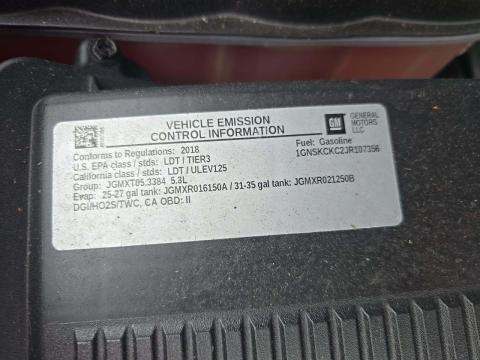 VEHICLE EMISSION
CONTROL INFORMATION
GM
GENERAL
MOTORS
LLC
Conforms to Regulations: 2018
Fuel: Gasoline
U.S. EPA class / stds: LDT / TIER3
1GNSKCKC2JR107356
California class / stds: LDT / ULEV125
Group: JGMXT05.3384 5.3L
Evap: 25-27 gal tank: JGMXR016150A / 31-35 gal tank: JGMXR021250B
DGI/HO2S/TWC, CA OBD: II